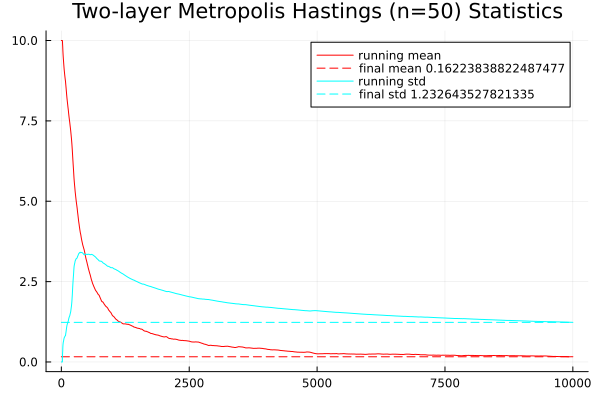 Two-layer Metropolis Hastings (n=50) Statistics
10.0
running mean
final mean 0.16223838822487477
running std
final std 1.232643527821335
7.5
5.0
2.5
0.0
0 2500 5000 7500 10000